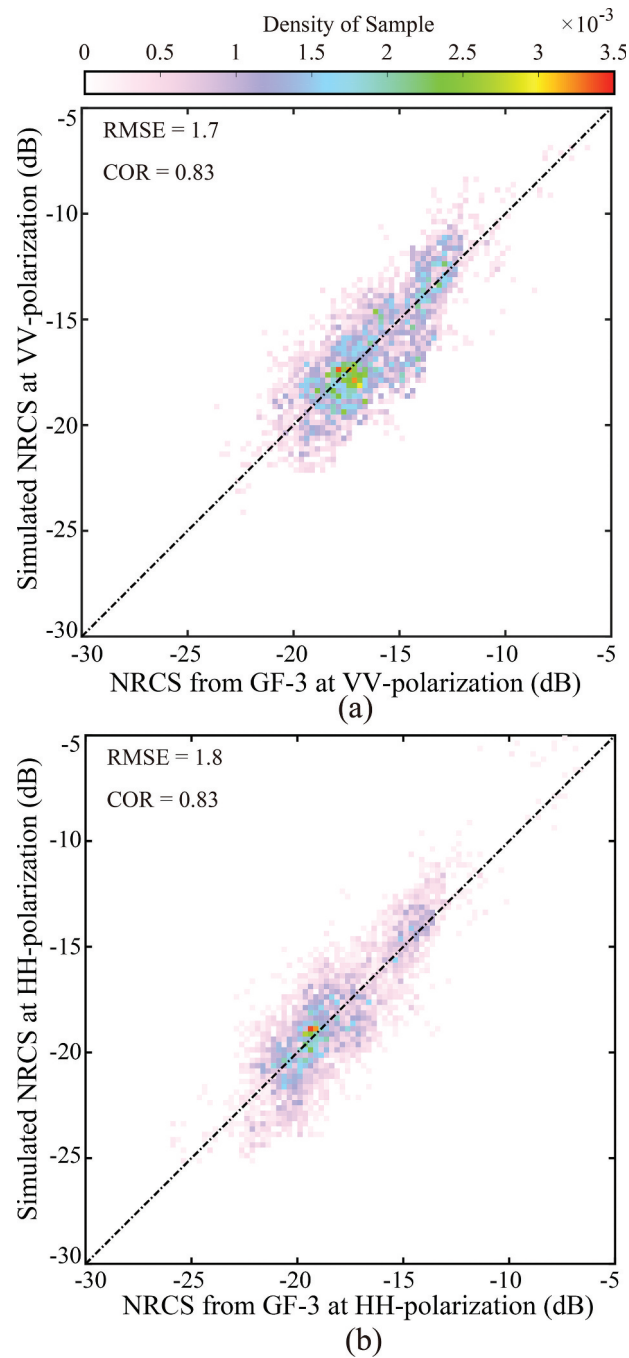 Density of Sample ×10⁻³
0 0.5 1 1.5 2 2.5 3 3.5
-5
RMSE = 1.7
COR = 0.83
-10
-15
-20
-25
-30
Simulated NRCS at VV-polarization (dB)
-30 -20 -15 -10 -5
NRCS from GF-3 at VV-polarization (dB)
(a)
-5
RMSE = 1.8
COR = 0.83
-10
-15
-20
-25
-30
Simulated NRCS at HH-polarization (dB)
-30 -20 -15 -10 -5
NRCS from GF-3 at HH-polarization (dB)
(b)